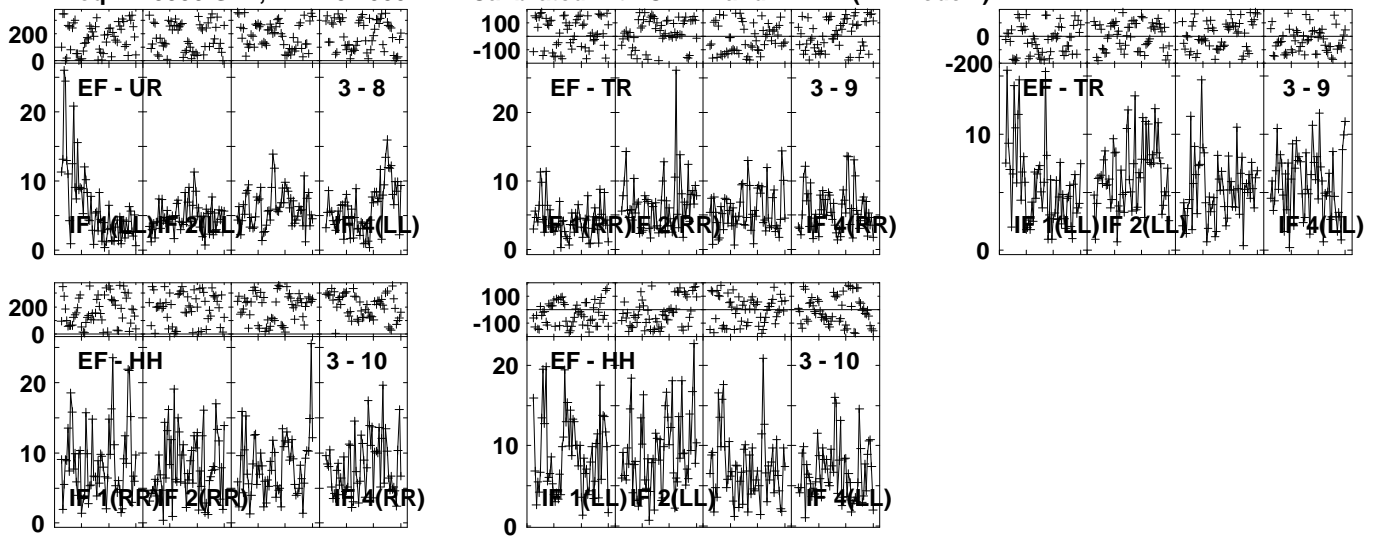 200
0
EF - UR 3 - 8
20
10
0
IF 1(LL) IF 2(LL) IF 4(LL)
100
-100
EF - TR 3 - 9
20
10
0
IF 1(RR) IF 2(RR) IF 4(RR)
100
0
-100
-200
EF - TR 3 - 9
10
0
IF 1(LL) IF 2(LL) IF 4(LL)
200
0
EF - HH 3 - 10
20
10
0
IF 1(RR) IF 2(RR) IF 4(RR)
100
-100
EF - HH 3 - 10
20
10
0
IF 1(LL) IF 2(LL) IF 4(LL)